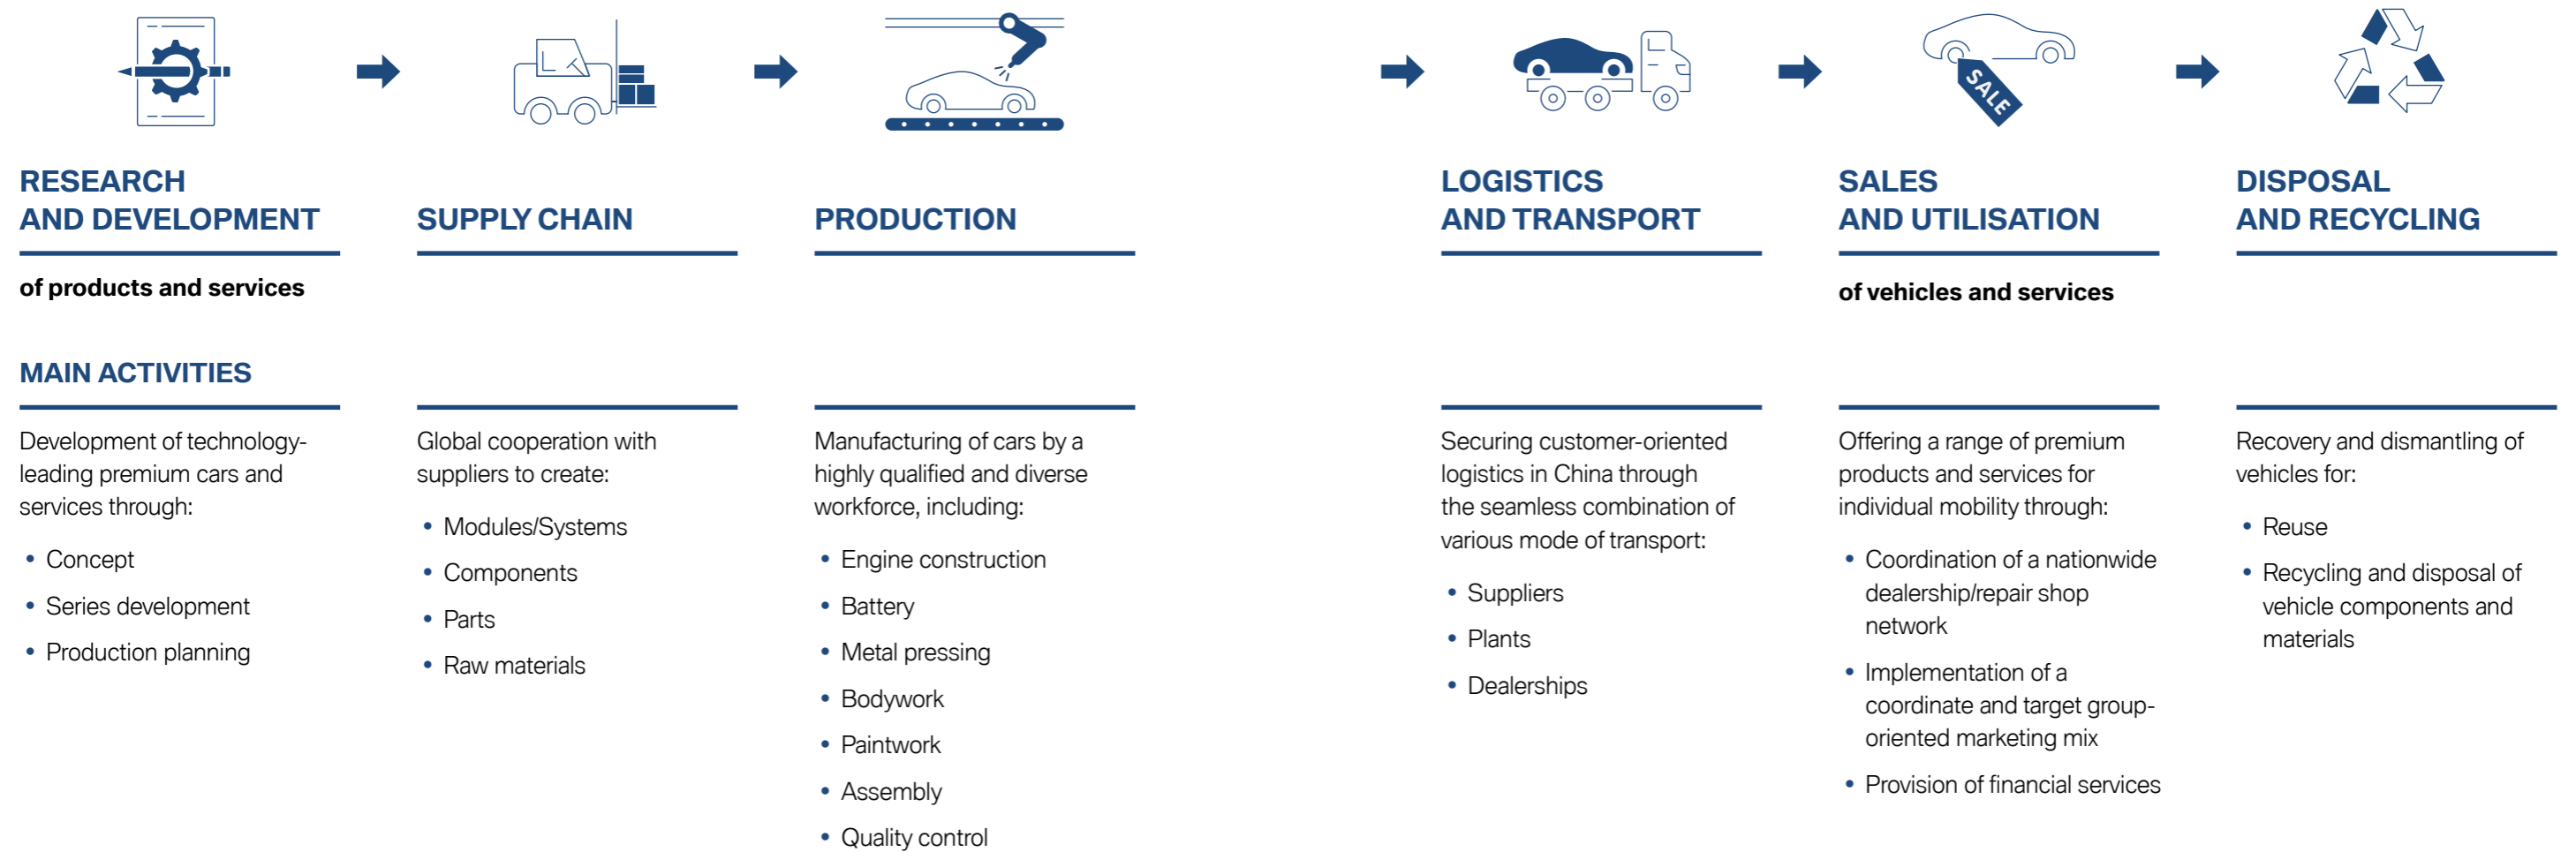 RESEARCH
AND DEVELOPMENT
of products and services
SUPPLY CHAIN
PRODUCTION
LOGISTICS
AND TRANSPORT
SALE
SALES
AND UTILISATION
of vehicles and services
DISPOSAL
AND RECYCLING
MAIN ACTIVITIES
Development of technology-
leading premium cars and
services through:
• Concept
• Series development
• Production planning
Global cooperation with
suppliers to create:
• Modules/Systems
• Components
• Parts
• Raw materials
Manufacturing of cars by a
highly qualified and diverse
workforce, including:
• Engine construction
• Battery
• Metal pressing
• Bodywork
• Paintwork
• Assembly
• Quality control
Securing customer-oriented
logistics in China through
the seamless combination of
various mode of transport:
• Suppliers
• Plants
• Dealerships
Offering a range of premium
products and services for
individual mobility through:
• Coordination of a nationwide
dealership/repair shop
network
• Implementation of a
coordinate and target group-
oriented marketing mix
• Provision of financial services
Recovery and dismantling of
vehicles for:
• Reuse
• Recycling and disposal of
vehicle components and
materials